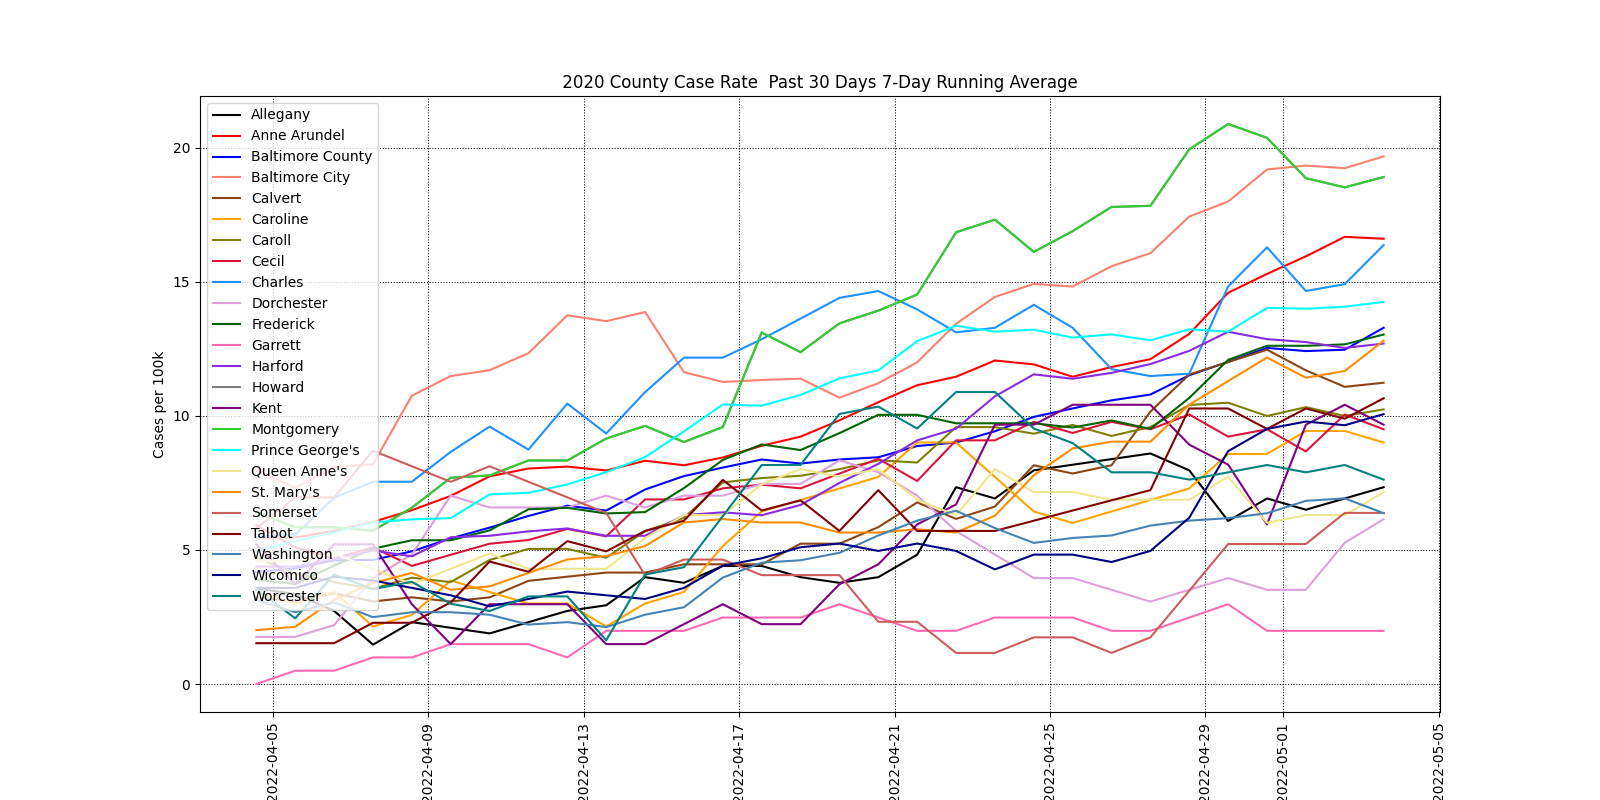 2020 County Case Rate  Past 30 Days 7-Day Running Average
Cases per 100k
20
15
10
5
0
Allegany
Anne Arundel
Baltimore County
Baltimore City
Calvert
Caroline
Caroll
Cecil
Charles
Dorchester
Frederick
Garrett
Harford
Howard
Kent
Montgomery
Prince George's
Queen Anne's
St. Mary's
Somerset
Talbot
Washington
Wicomico
Worcester
2022-04-05
2022-04-09
2022-04-13
2022-04-17
2022-04-21
2022-04-25
2022-04-29
2022-05-01
2022-05-05